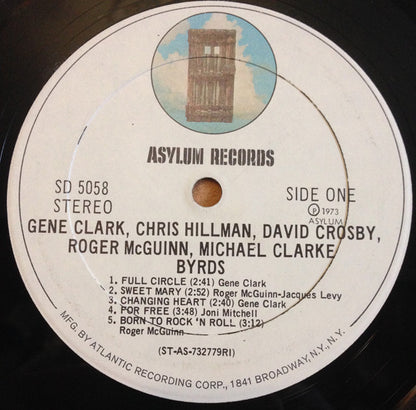 ASYLUM RECORDS
SD 5058
STEREO
SIDE ONE
℗ 1973
ASYLUM
GENE CLARK, CHRIS HILLMAN, DAVID CROSBY,
ROGER McGUINN, MICHAEL CLARKE
BYRDS
1. FULL CIRCLE (2:41) Gene Clark
2. SWEET MARY (2:52) Roger McGuinn-Jacques Levy
3. CHANGING HEART (2:40) Gene Clark
4. FOR FREE (3:48) Joni Mitchell
5. BORN TO ROCK 'N ROLL (3:12)
Roger McGuinn
(ST-AS-732779RI)
MFG. BY ATLANTIC RECORDING CORP., 1841 BROADWAY, N.Y., N.Y.